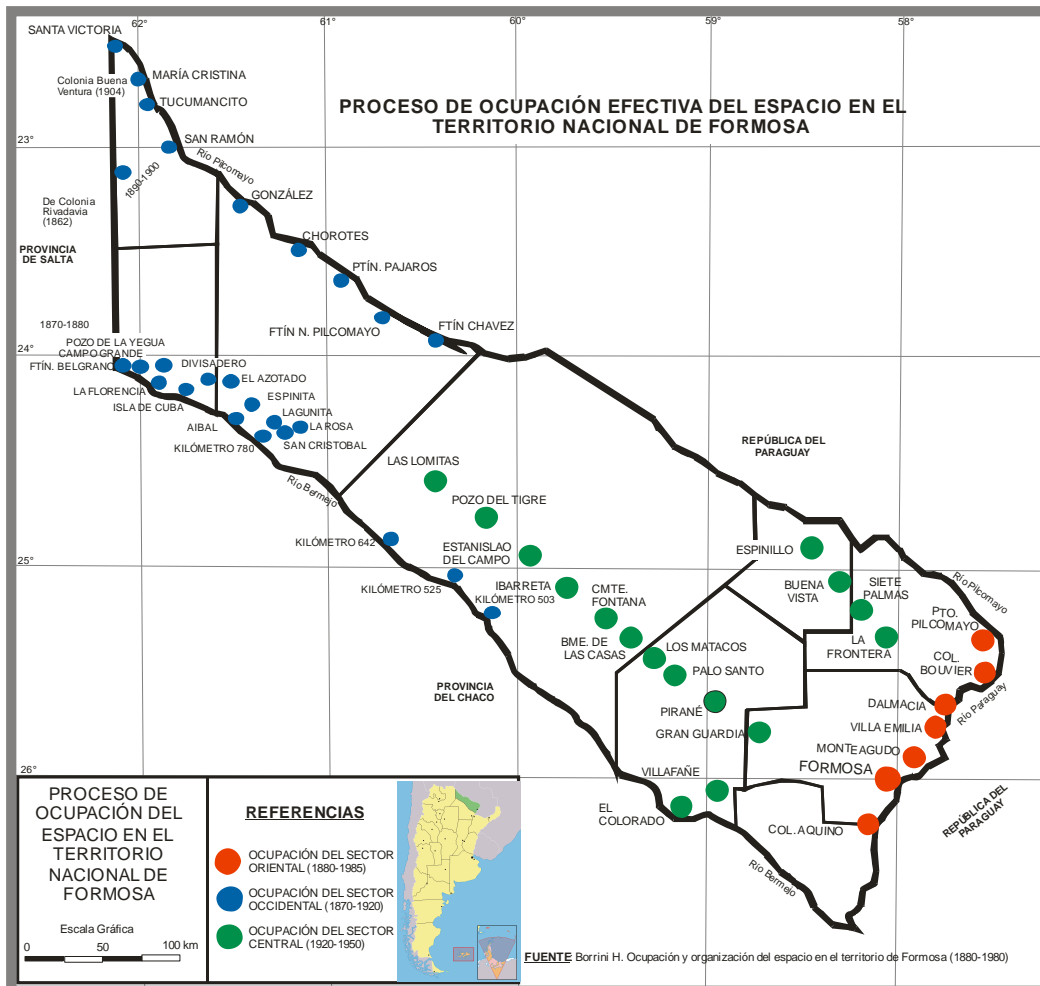 62°
61°
60°
59°
58°
SANTA VICTORIA
MARÍA CRISTINA
Colonia Buena
Ventura (1904)
TUCUMANCITO
PROCESO DE OCUPACIÓN EFECTIVA DEL ESPACIO EN EL
TERRITORIO NACIONAL DE FORMOSA
23°
SAN RAMÓN
Río Pilcomayo
1890-1900
GONZÁLEZ
De Colonia
Rivadavia
(1862)
CHOROTES
PROVINCIA
DE SALTA
PTÍN. PAJAROS
1870-1880
FTÍN N. PILCOMAYO
FTÍN CHAVEZ
24°
POZO DE LA YEGUA
CAMPO GRANDE
FTÍN. BELGRANO
DIVISADERO
EL AZOTADO
LA FLORENCIA
ESPINITA
ISLA DE CUBA
LAGUNITA
AIBAL
LA ROSA
KILÓMETRO 780
SAN CRISTOBAL
REPÚBLICA DEL
PARAGUAY
LAS LOMITAS
Río Bermejo
POZO DEL TIGRE
KILÓMETRO 642
ESTANISLAO
DEL CAMPO
ESPINILLO
25°
KILÓMETRO 525
IBARRETA
KILÓMETRO 503
CMTE.
FONTANA
BUENA
VISTA
SIETE
PALMAS
Río Pilcomayo
PTO.
PILCOMAYO
BME. DE
LAS CASAS
LOS MATACOS
LA
FRONTERA
COL.
BOUVIER
PALO SANTO
PROVINCIA
DEL CHACO
PIRANÉ
DALMACIA
Río Paraguay
GRAN GUARDIA
VILLA EMILIA
MONTEAGUDO
26°
VILLAFAÑE
FORMOSA
EL
COLORADO
COL. AQUINO
REPÚBLICA DEL
PARAGUAY
Río Bermejo
PROCESO DE
OCUPACIÓN DEL
ESPACIO EN EL
TERRITORIO
NACIONAL DE
FORMOSA
Escala Gráfica
0 50 100 km
REFERENCIAS
OCUPACIÓN DEL SECTOR
ORIENTAL (1880-1985)
OCUPACIÓN DEL SECTOR
OCCIDENTAL (1870-1920)
OCUPACIÓN DEL SECTOR
CENTRAL (1920-1950)
FUENTE Borrini H. Ocupación y organización del espacio en el territorio de Formosa (1880-1980)